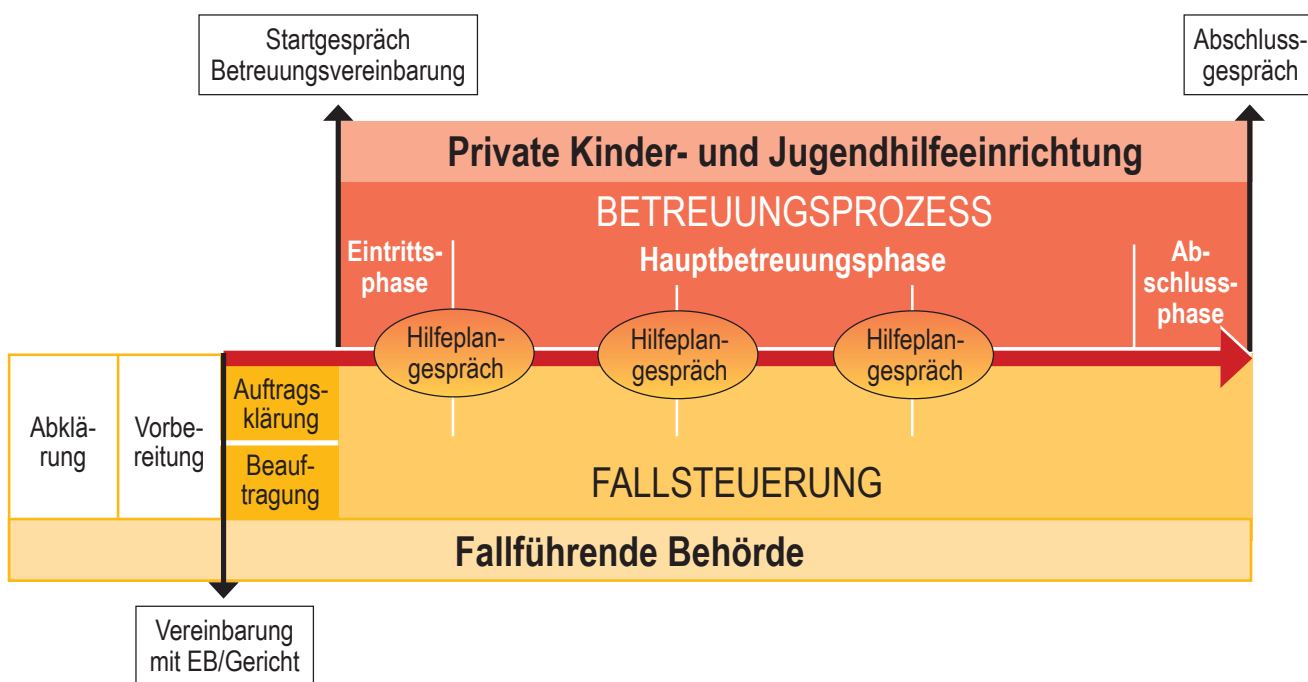 Startgespräch
Betreuungsvereinbarung
Abschluss-
gespräch
Private Kinder- und Jugendhilfeeinrichtung
BETREUUNGSPROZESS
Eintritts-
phase
Hauptbetreuungsphase
Ab-
schluss-
phase
Hilfeplan-
gespräch
Hilfeplan-
gespräch
Hilfeplan-
gespräch
Abklä-
rung
Vorbe-
reitung
Auftrags-
klärung
Beauf-
tragung
FALLSTEUERUNG
Fallführende Behörde
Vereinbarung
mit EB/Gericht